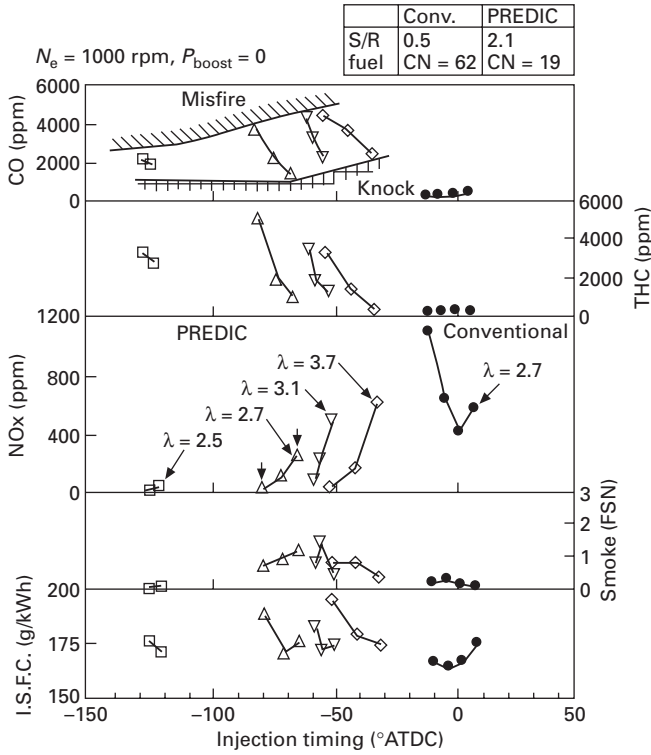 Conv. PREDIC
S/R 0.5 2.1
fuel CN = 62 CN = 19
Ne = 1000 rpm, Pboost = 0
6000
4000
2000
0
CO (ppm)
Misfire
Knock
6000
4000
2000
0
THC (ppm)
1200
800
400
0
NOx (ppm)
PREDIC
Conventional
λ = 3.7
λ = 3.1
λ = 2.7
λ = 2.5
λ = 2.7
3
2
1
0
Smoke (FSN)
200
175
150
I.S.F.C. (g/kWh)
−150 −100 −50 0 50
Injection timing (°ATDC)